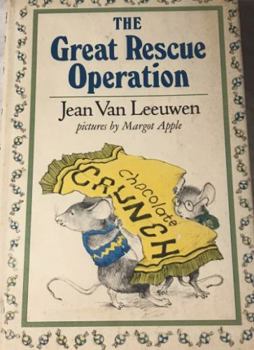 THE
Great Rescue
Operation
Jean Van Leeuwen
pictures by Margot Apple
Chocolate
CRUNCH